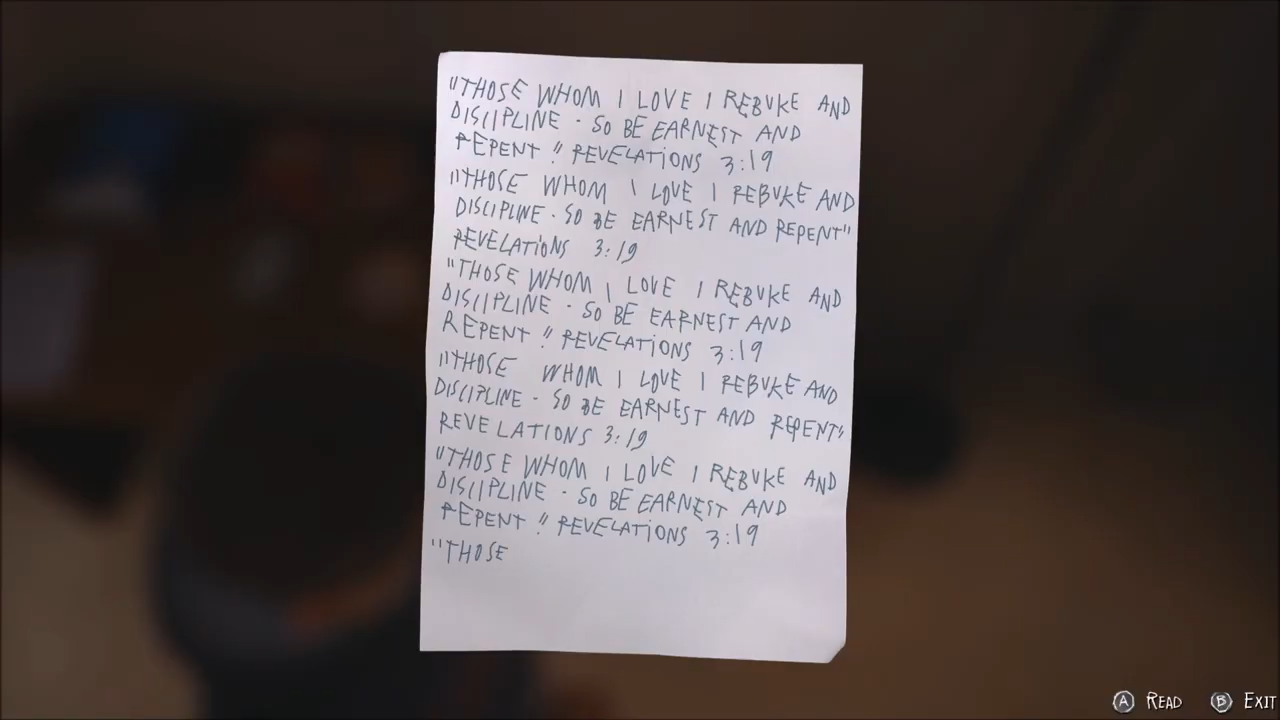 "THOSE WHOM I LOVE I REBUKE AND
DISCIPLINE - SO BE EARNEST AND
REPENT!" REVELATIONS 3:19
"THOSE WHOM I LOVE I REBUKE AND
DISCIPLINE - SO BE EARNEST AND REPENT"
REVELATIONS 3:19
"THOSE WHOM I LOVE I REBUKE AND
DISCIPLINE - SO BE EARNEST AND
REPENT!" REVELATIONS 3:19
"THOSE WHOM I LOVE I REBUKE AND
DISCIPLINE - SO BE EARNEST AND REPENT"
REVELATIONS 3:19
"THOSE WHOM I LOVE I REBUKE AND
DISCIPLINE - SO BE EARNEST AND
REPENT!" REVELATIONS 3:19
"THOSE
A READ B EXIT